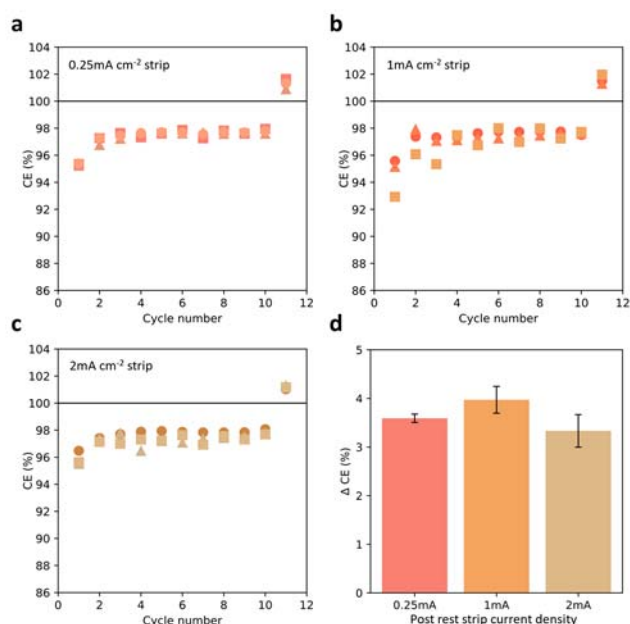 a
0.25mA cm⁻² strip
104
102
100
98
96
94
92
90
88
86
CE (%)
0 2 4 6 8 10 12
Cycle number
b
1mA cm⁻² strip
104
102
100
98
96
94
92
90
88
86
CE (%)
0 2 4 6 8 10 12
Cycle number
c
2mA cm⁻² strip
104
102
100
98
96
94
92
90
88
86
CE (%)
0 2 4 6 8 10 12
Cycle number
d
5
4
3
2
1
0
Δ CE (%)
0.25mA 1mA 2mA
Post rest strip current density